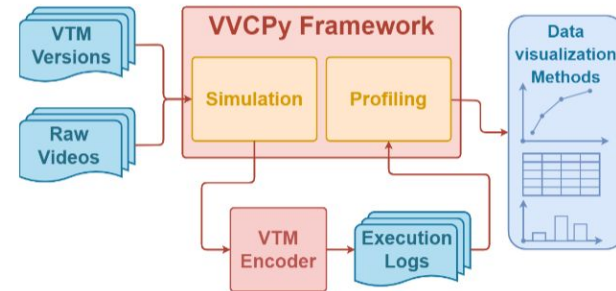 VTM
Versions
Raw
Videos
VVCPy Framework
Simulation
Profiling
VTM
Encoder
Execution
Logs
Data
visualization
Methods